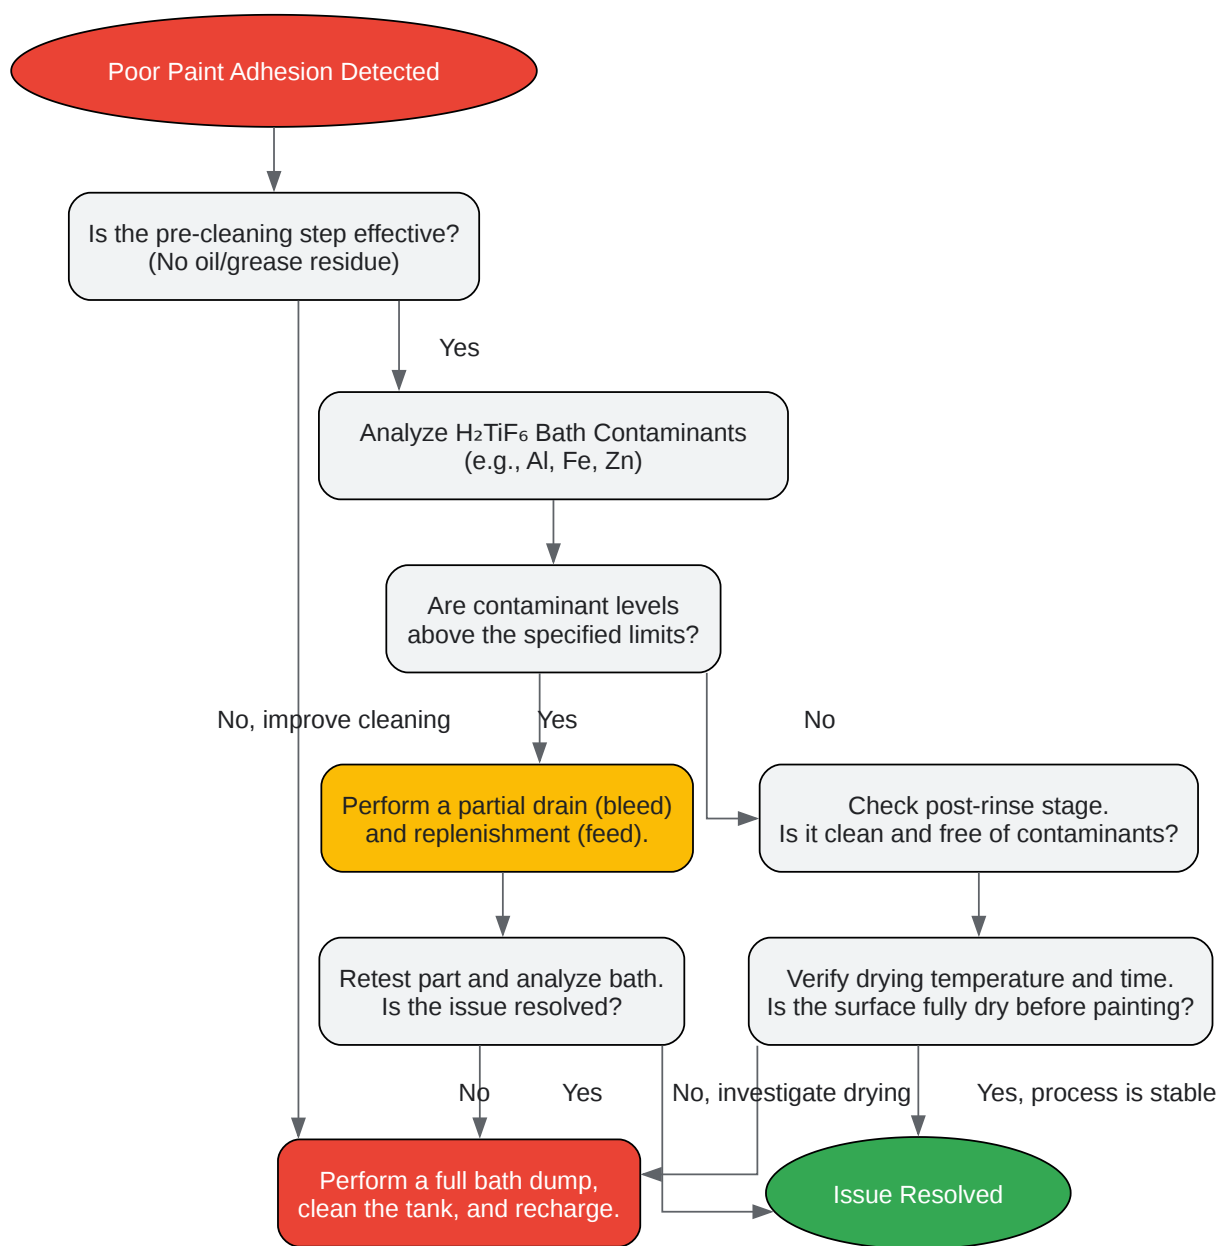 Poor Paint Adhesion Detected
Is the pre-cleaning step effective?
(No oil/grease residue)
Yes
Analyze H₂TiF₆ Bath Contaminants
(e.g., Al, Fe, Zn)
Are contaminant levels
above the specified limits?
No, improve cleaning
Yes
No
Perform a partial drain (bleed)
and replenishment (feed).
Check post-rinse stage.
Is it clean and free of contaminants?
Retest part and analyze bath.
Is the issue resolved?
Verify drying temperature and time.
Is the surface fully dry before painting?
No
Yes
No, investigate drying
Yes, process is stable
Perform a full bath dump,
clean the tank, and recharge.
Issue Resolved